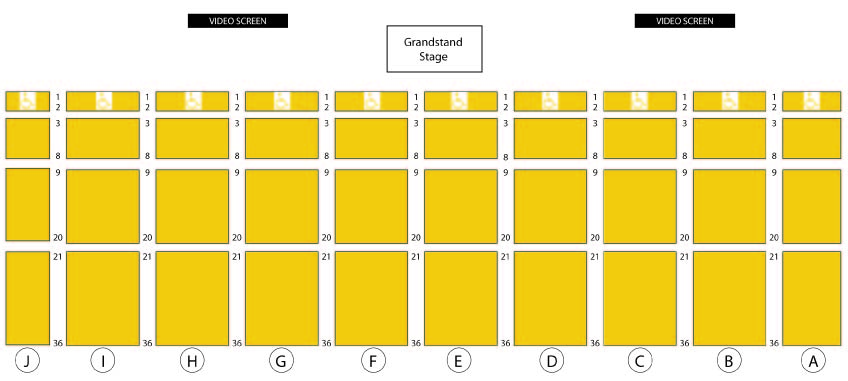 VIDEO SCREEN VIDEO SCREEN
Grandstand
Stage
1 1 1 1 1 1 1 1 1
2 2 2 2 2 2 2 2 2
3 3 3 3 3 3 3 3 3
8 8 8 8 8 8 8 8 8
9 9 9 9 9 9 9 9 9
20 20 20 20 20 20 20 20 20
21 21 21 21 21 21 21 21 21
36 36 36 36 36 36 36 36 36
J I H G F E D C B A